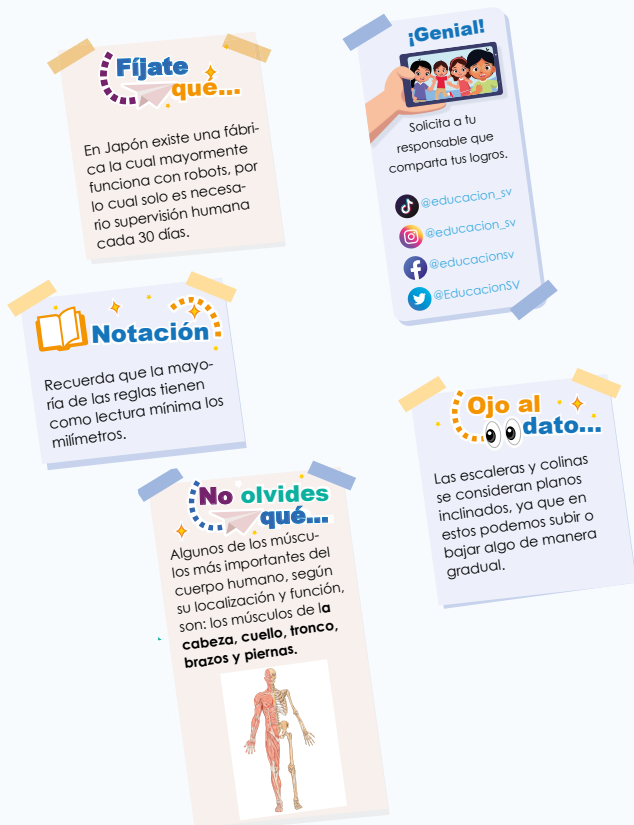 Fíjate
que...
En Japón existe una fábri-
ca la cual mayormente
funciona con robots, por
lo cual solo es necesa-
rio supervisión humana
cada 30 días.
¡Genial!
Solicita a tu
responsable que
comparta tus logros.
@educacion_sv
@educacion_sv
@educacionsv
@EducacionSV
Notación
Recuerda que la mayo-
ría de las reglas tienen
como lectura mínima los
milímetros.
Ojo al
dato...
Las escaleras y colinas
se consideran planos
inclinados, ya que en
estos podemos subir o
bajar algo de manera
gradual.
No olvides
qué...
Algunos de los múscu-
los más importantes del
cuerpo humano, según
su localización y función,
son: los músculos de la
cabeza, cuello, tronco,
brazos y piernas.